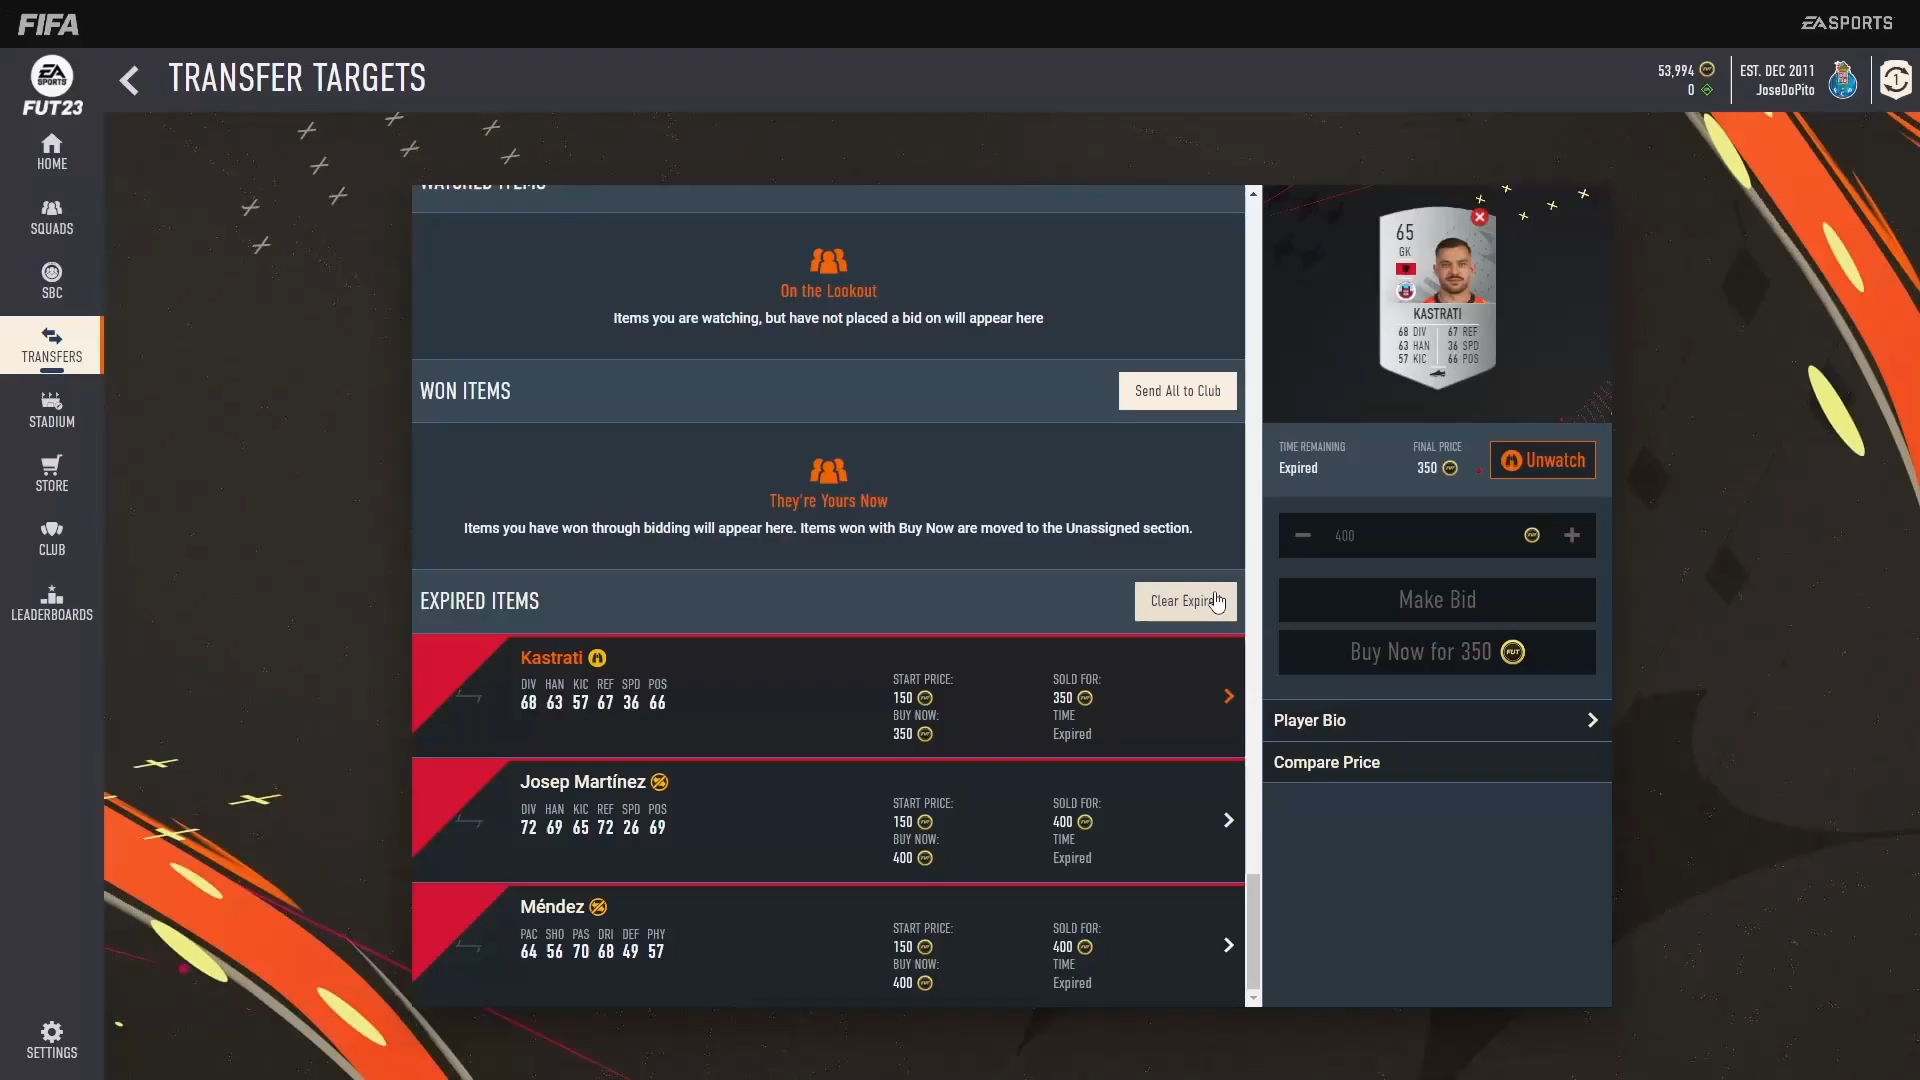 FIFA
EA SPORTS
EA SPORTS
FUT23
TRANSFER TARGETS
53,994
0
EST. DEC 2011
JoseDoPito
1
HOME
SQUADS
SBC
TRANSFERS
STADIUM
STORE
CLUB
LEADERBOARDS
SETTINGS
WATCHED ITEMS
On the Lookout
Items you are watching, but have not placed a bid on will appear here
WON ITEMS
Send All to Club
They're Yours Now
Items you have won through bidding will appear here. Items won with Buy Now are moved to the Unassigned section.
EXPIRED ITEMS
Clear Expired
Kastrati
DIV HAN KIC REF SPD POS
68 63 57 67 36 66
START PRICE:
150
BUY NOW:
350
SOLD FOR:
350
TIME
Expired
Josep Martínez
DIV HAN KIC REF SPD POS
72 69 65 72 26 69
START PRICE:
150
BUY NOW:
400
SOLD FOR:
400
TIME
Expired
Méndez
PAC SHO PAS DRI DEF PHY
64 56 70 68 49 57
START PRICE:
150
BUY NOW:
400
SOLD FOR:
400
TIME
Expired
65
GK
KASTRATI
68 DIV 67 REF
63 HAN 36 SPD
57 KIC 66 POS
TIME REMAINING
Expired
FINAL PRICE
350
Unwatch
400
Make Bid
Buy Now for 350 FUT
Player Bio
Compare Price